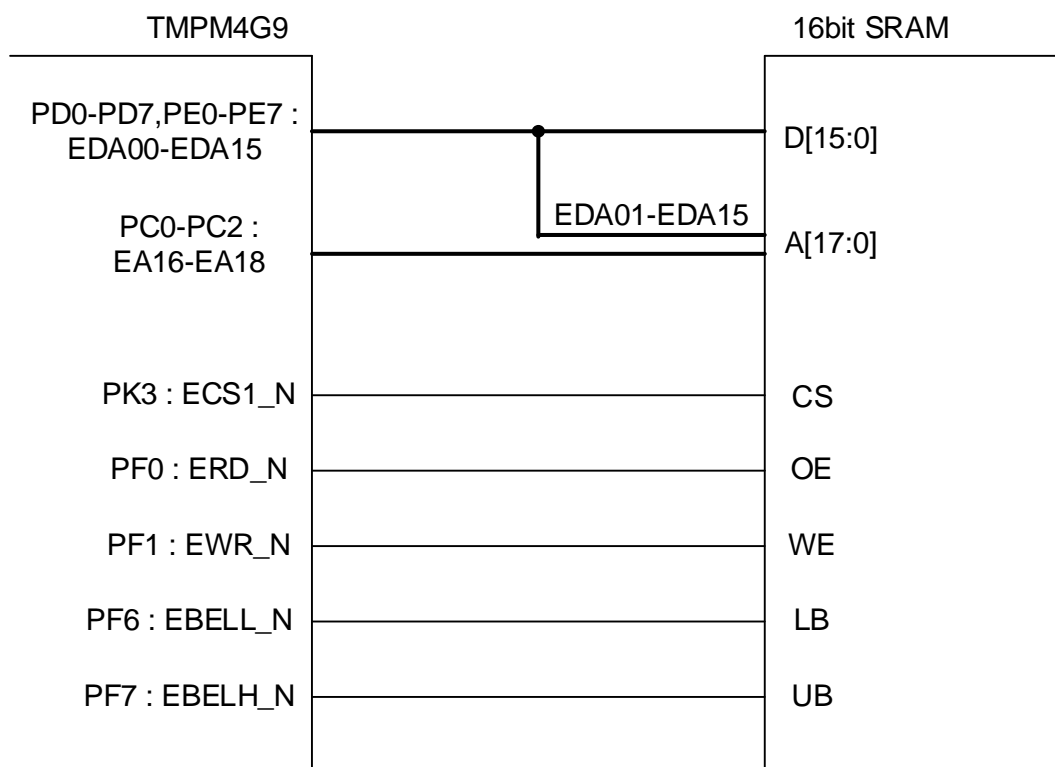 TMPM4G9
16bit SRAM
PD0-PD7,PE0-PE7 :
EDA00-EDA15
D[15:0]
EDA01-EDA15
PC0-PC2 :
EA16-EA18
A[17:0]
PK3 : ECS1_N
CS
PF0 : ERD_N
OE
PF1 : EWR_N
WE
PF6 : EBELL_N
LB
PF7 : EBELH_N
UB